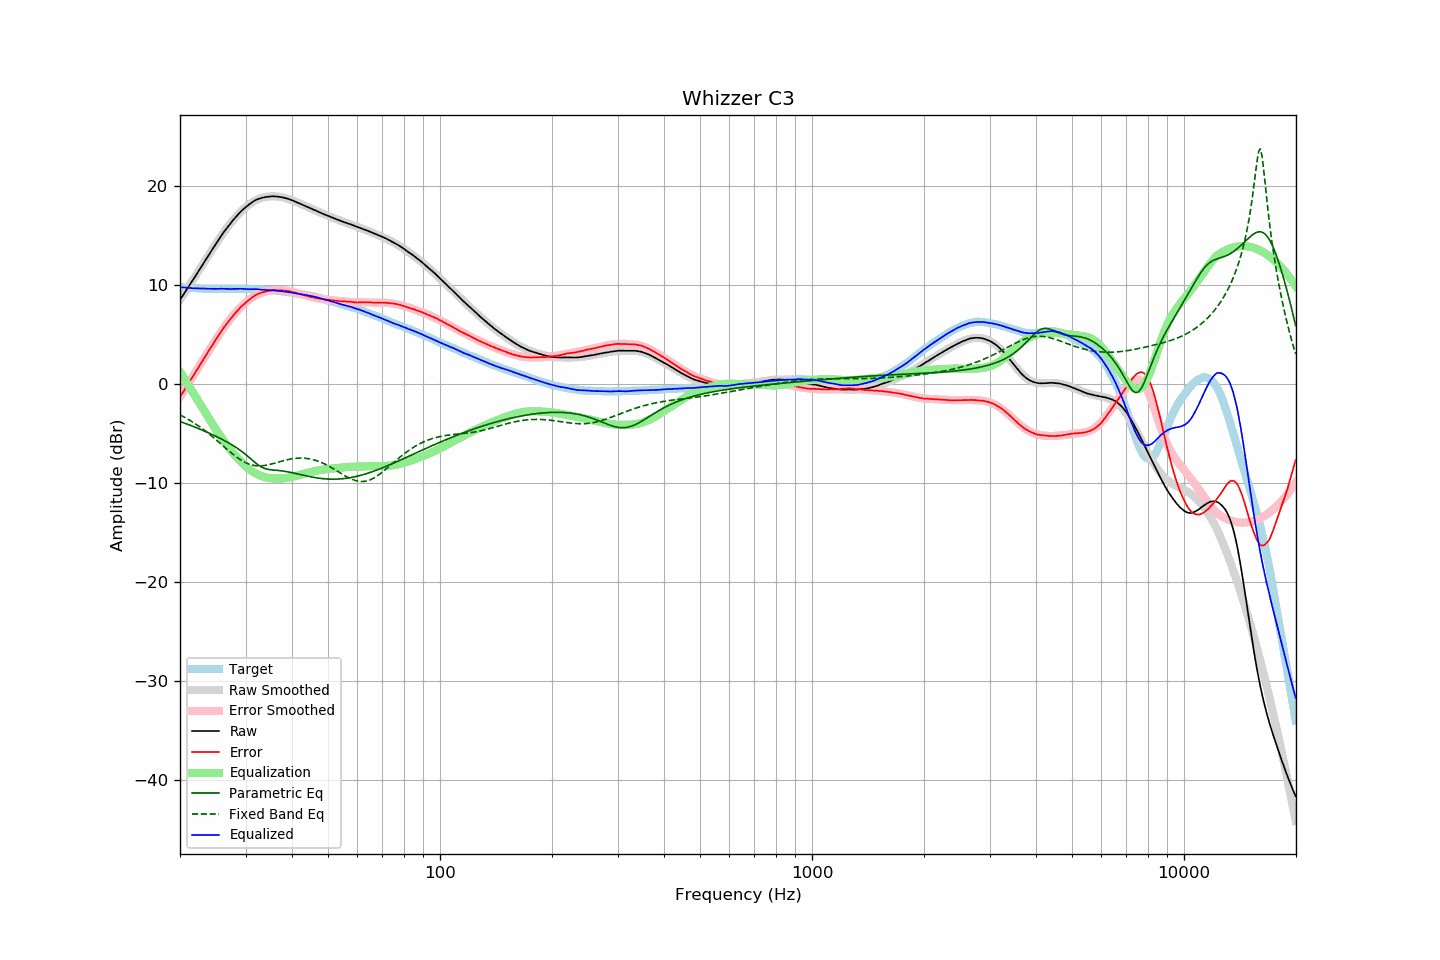 Whizzer C3
Amplitude (dBr)
20
10
0
−10
−20
−30
−40
Target
Raw Smoothed
Error Smoothed
Raw
Error
Equalization
Parametric Eq
Fixed Band Eq
Equalized
100
1000
10000
Frequency (Hz)